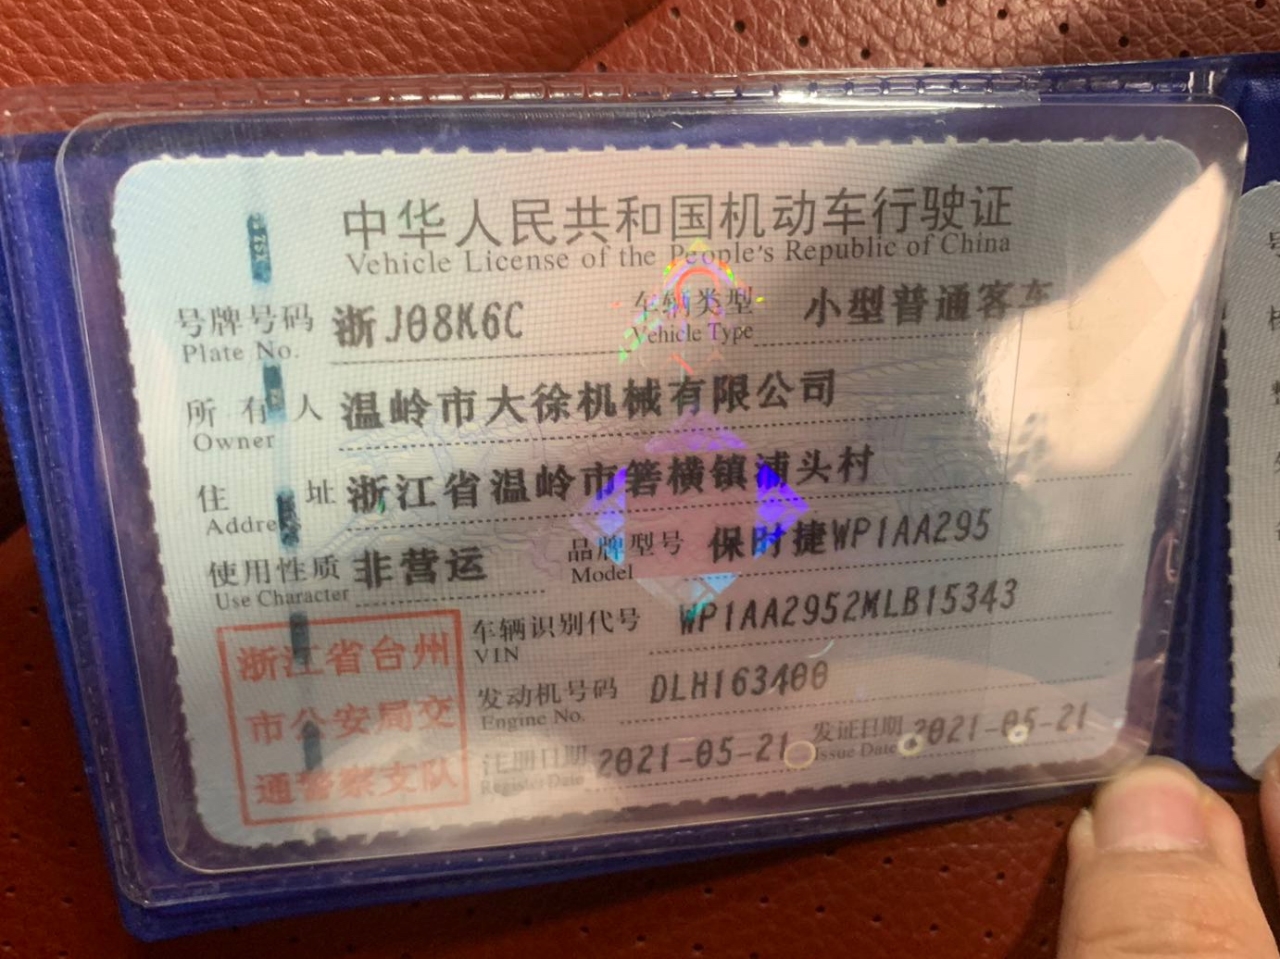 中华人民共和国机动车行驶证
Vehicle License of the People's Republic of China
号牌号码 浙J08K6C 车辆类型 小型普通客车
Plate No. Vehicle Type
所有人 温岭市大徐机械有限公司
Owner
住址 浙江省温岭市箬横镇浦头村
Address
使用性质 非营运 品牌型号 保时捷WP1AA295
Use Character Model
浙江省台州
市公安局交
通警察支队
车辆识别代号 WP1AA2952MLB15343
VIN
发动机号码 DLH163400
Engine No.
注册日期 2021-05-21 发证日期 2021-05-21
Register Date Issue Date
号